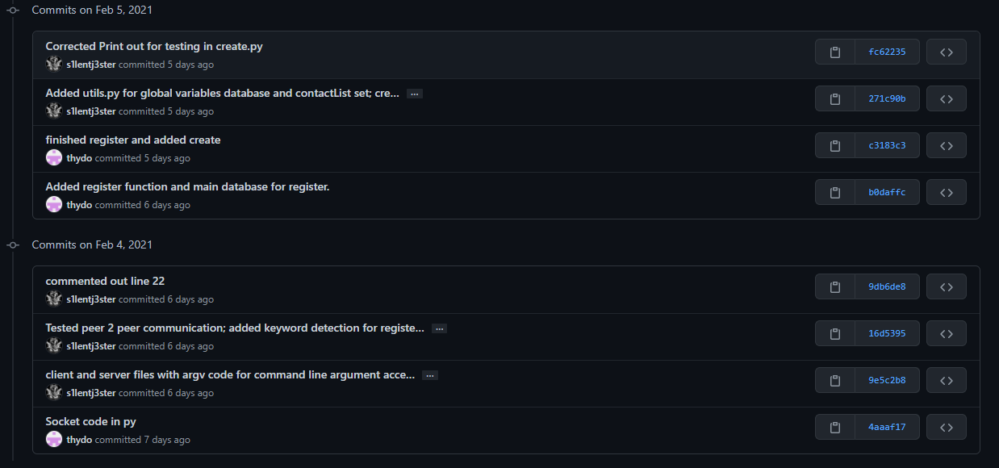 Commits on Feb 5, 2021
Corrected Print out for testing in create.py
s1lentj3ster committed 5 days ago
fc62235
Added utils.py for global variables database and contactList set; cre... ...
s1lentj3ster committed 5 days ago
271c90b
finished register and added create
thydo committed 5 days ago
c3183c3
Added register function and main database for register.
thydo committed 6 days ago
b0daffc
Commits on Feb 4, 2021
commented out line 22
s1lentj3ster committed 6 days ago
9db6de8
Tested peer 2 peer communication; added keyword detection for registe... ...
s1lentj3ster committed 6 days ago
16d5395
client and server files with argv code for command line argument acce... ...
s1lentj3ster committed 6 days ago
9e5c2b8
Socket code in py
thydo committed 7 days ago
4aaaf17